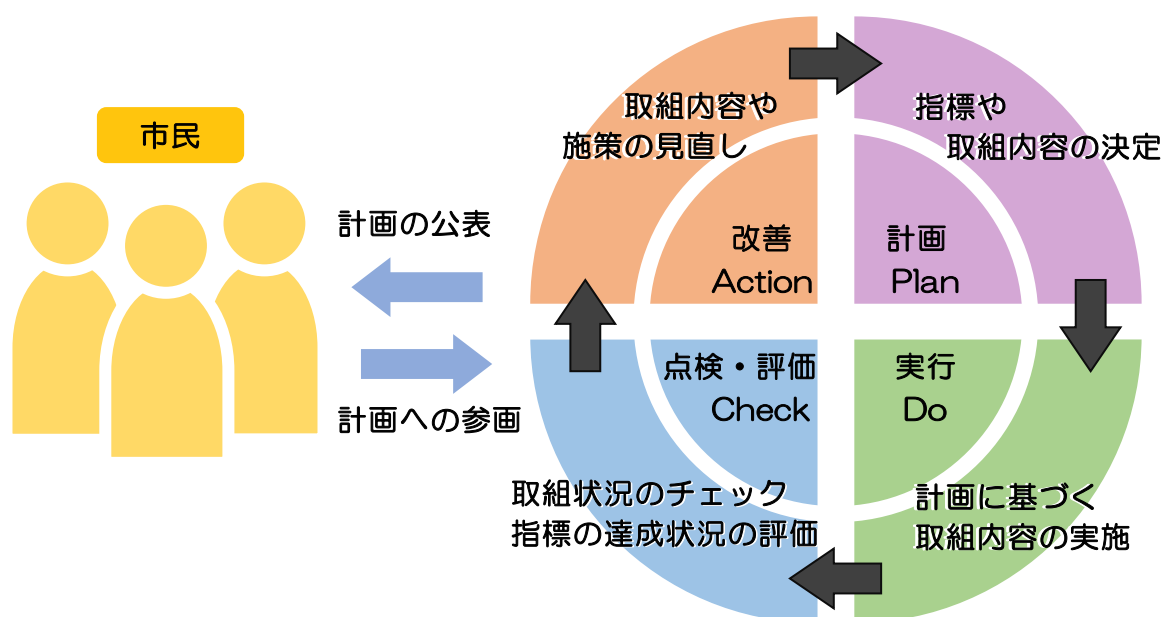 市民
計画の公表
計画への参画
取組内容や
施策の見直し
改善
Action
指標や
取組内容の決定
計画
Plan
実行
Do
計画に基づく
取組内容の実施
点検・評価
Check
取組状況のチェック
指標の達成状況の評価